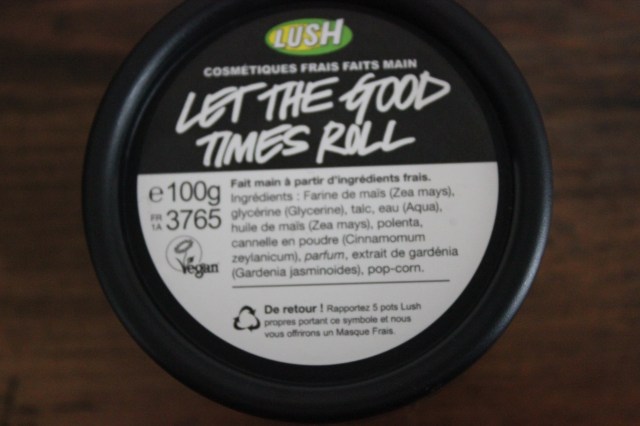 LUSH
COSMÉTIQUES FRAIS FAITS MAIN
LET THE GOOD
TIMES ROLL
e 100g
FR
1A 3765
Vegan
Fait main à partir d'ingrédients frais.
Ingrédients : Farine de maïs (Zea mays),
glycérine (Glycerine), talc, eau (Aqua),
huile de maïs (Zea mays), polenta,
cannelle en poudre (Cinnamomum
zeylanicum), parfum, extrait de gardénia
(Gardenia jasminoides), pop-corn.
De retour ! Rapportez 5 pots Lush
propres portant ce symbole et nous
vous offrirons un Masque Frais.